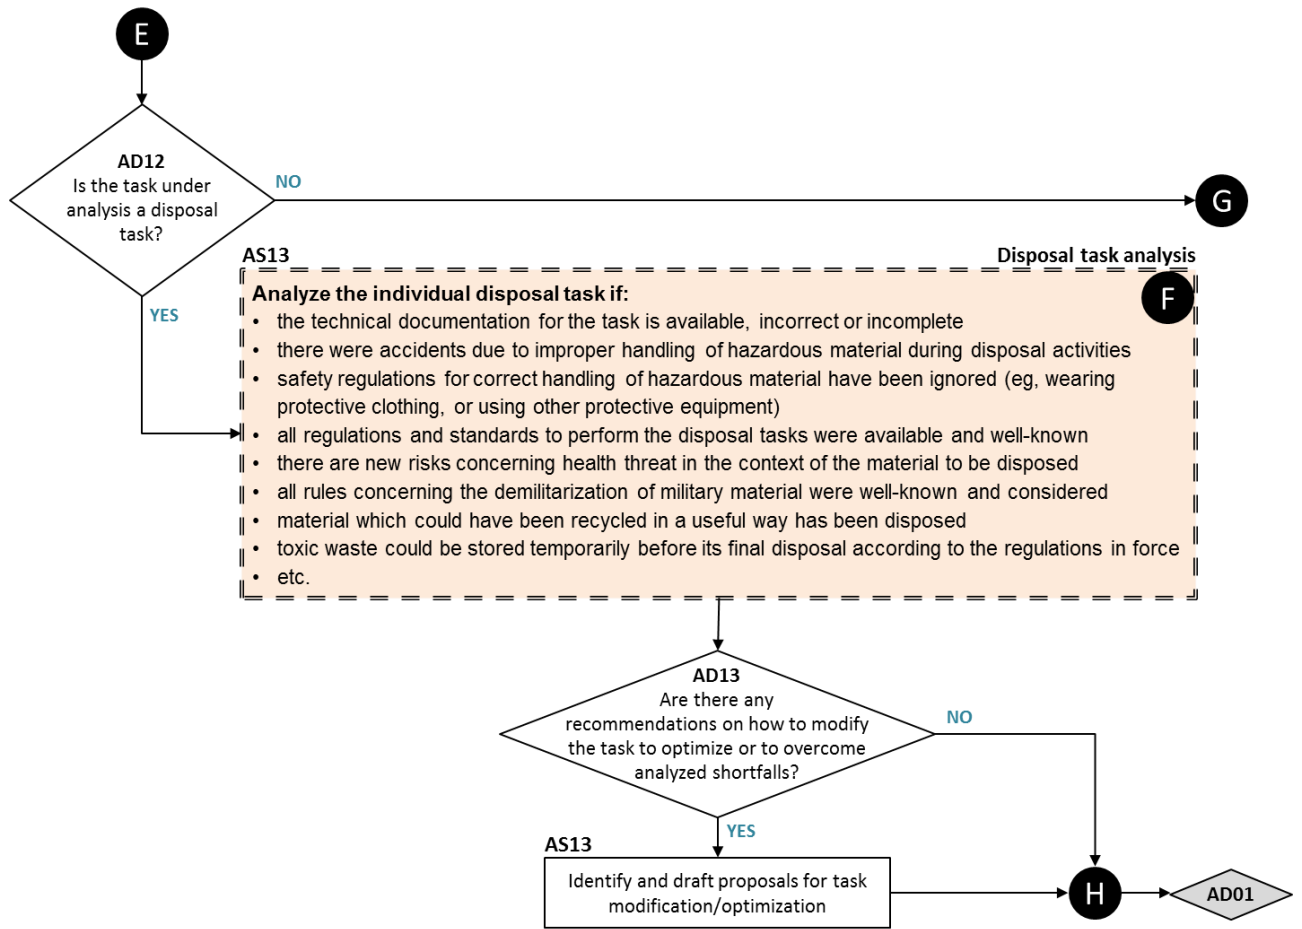 E
AD12
Is the task under
analysis a disposal
task?
NO
G
YES
AS13
Disposal task analysis
F
Analyze the individual disposal task if:
• the technical documentation for the task is available, incorrect or incomplete
• there were accidents due to improper handling of hazardous material during disposal activities
• safety regulations for correct handling of hazardous material have been ignored (eg, wearing
protective clothing, or using other protective equipment)
• all regulations and standards to perform the disposal tasks were available and well-known
• there are new risks concerning health threat in the context of the material to be disposed
• all rules concerning the demilitarization of military material were well-known and considered
• material which could have been recycled in a useful way has been disposed
• toxic waste could be stored temporarily before its final disposal according to the regulations in force
• etc.
AD13
Are there any
recommendations on how to modify
the task to optimize or to overcome
analyzed shortfalls?
NO
YES
AS13
Identify and draft proposals for task
modification/optimization
H
AD01